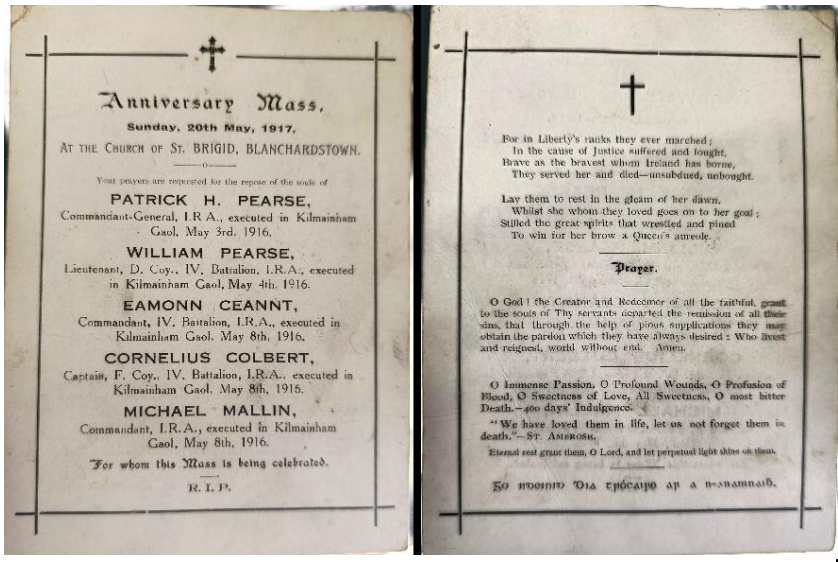 Anniversary Mass,
Sunday, 20th May, 1917,
AT THE CHURCH OF ST. BRIGID, BLANCHARDSTOWN.
Your prayers are requested for the repose of the souls of
PATRICK H. PEARSE,
Commandant-General, I.R.A., executed in Kilmainham
Gaol, May 3rd, 1916.
WILLIAM PEARSE,
Lieutenant, D. Coy., IV. Battalion, I.R.A., executed
in Kilmainham Gaol, May 4th, 1916.
EAMONN CEANNT,
Commandant, IV. Battalion, I.R.A., executed in
Kilmainham Gaol, May 8th, 1916.
CORNELIUS COLBERT,
Captain, F. Coy., IV. Battalion, I.R.A., executed in
Kilmainham Gaol, May 8th, 1916.
MICHAEL MALLIN,
Commandant, I.R.A., executed in Kilmainham
Gaol, May 8th, 1916.
For whom this Mass is being celebrated.
R. I. P.
For in Liberty's ranks they ever marched;
In the cause of Justice suffered and fought,
Brave as the bravest whom Ireland has borne,
They served her and died—unsubdued, unbought.
Lay them to rest in the gleam of her dawn,
Whilst she whom they loved goes on to her goal;
Stilled the great spirits that wrestled and pined
To win for her brow a Queen's aureole.
Prayer.
O God! the Creator and Redeemer of all the faithful, grant
to the souls of Thy servants departed the remission of all their
sins, that through the help of pious supplications they may
obtain the pardon which they have always desired: Who livest
and reignest, world without end. Amen.
O Immense Passion, O Profound Wounds, O Profusion of
Blood, O Sweetness of Love, All Sweetness, O most bitter
Death.—400 days' Indulgence.
"We have loved them in life, let us not forget them in
death."—ST. AMBROSE.
Eternal rest grant them, O Lord, and let perpetual light shine on them.
Go nDeiniḋ Dia trócaire ar a n-anamnaiḃ.